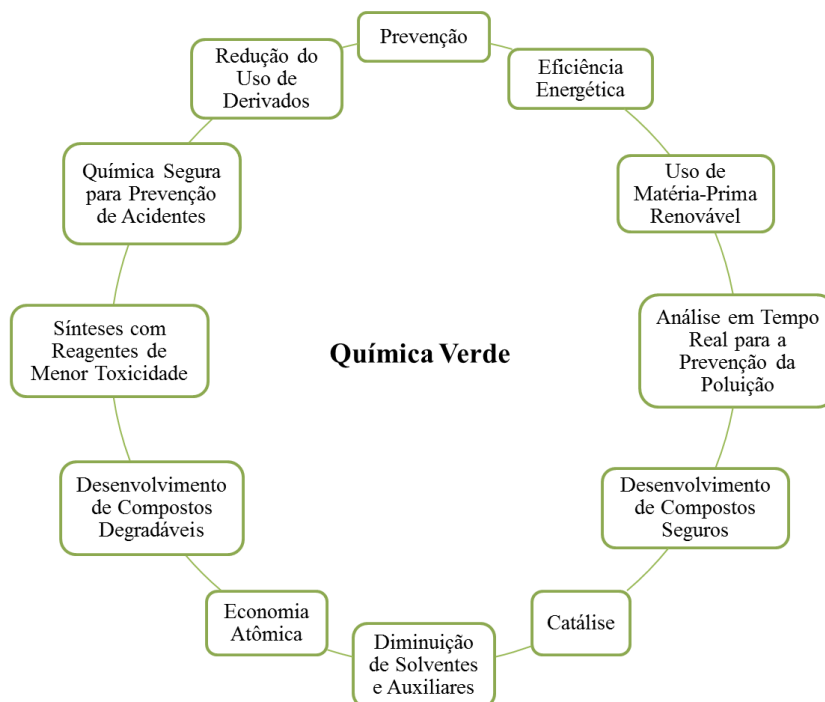 Prevenção
Eficiência
Energética
Uso de
Matéria-Prima
Renovável
Análise em Tempo
Real para a
Prevenção da
Poluição
Desenvolvimento
de Compostos
Seguros
Catálise
Diminuição
de Solventes
e Auxiliares
Economia
Atômica
Desenvolvimento
de Compostos
Degradáveis
Sínteses com
Reagentes de
Menor Toxicidade
Química Segura
para Prevenção
de Acidentes
Redução do
Uso de
Derivados
Química Verde